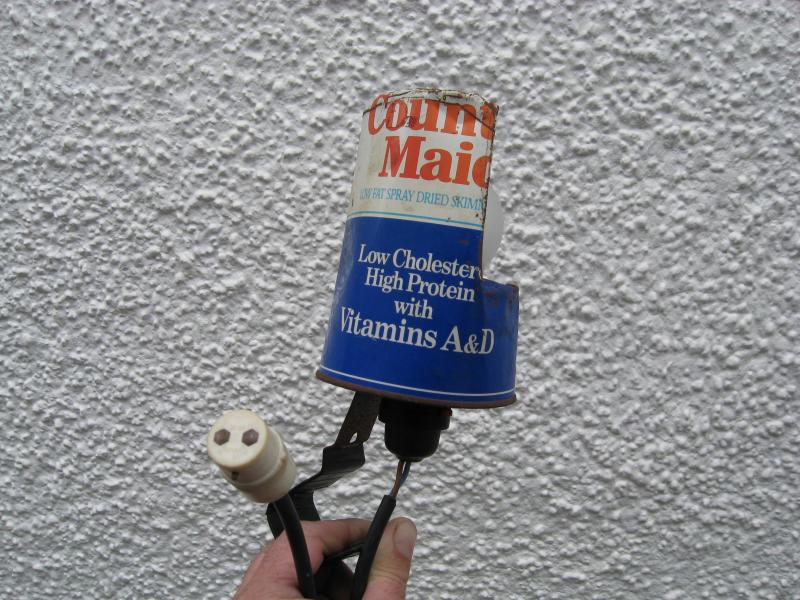 Count
Maid
LOW FAT SPRAY DRIED SKIMM
Low Cholester
High Protein
with
Vitamins A&D